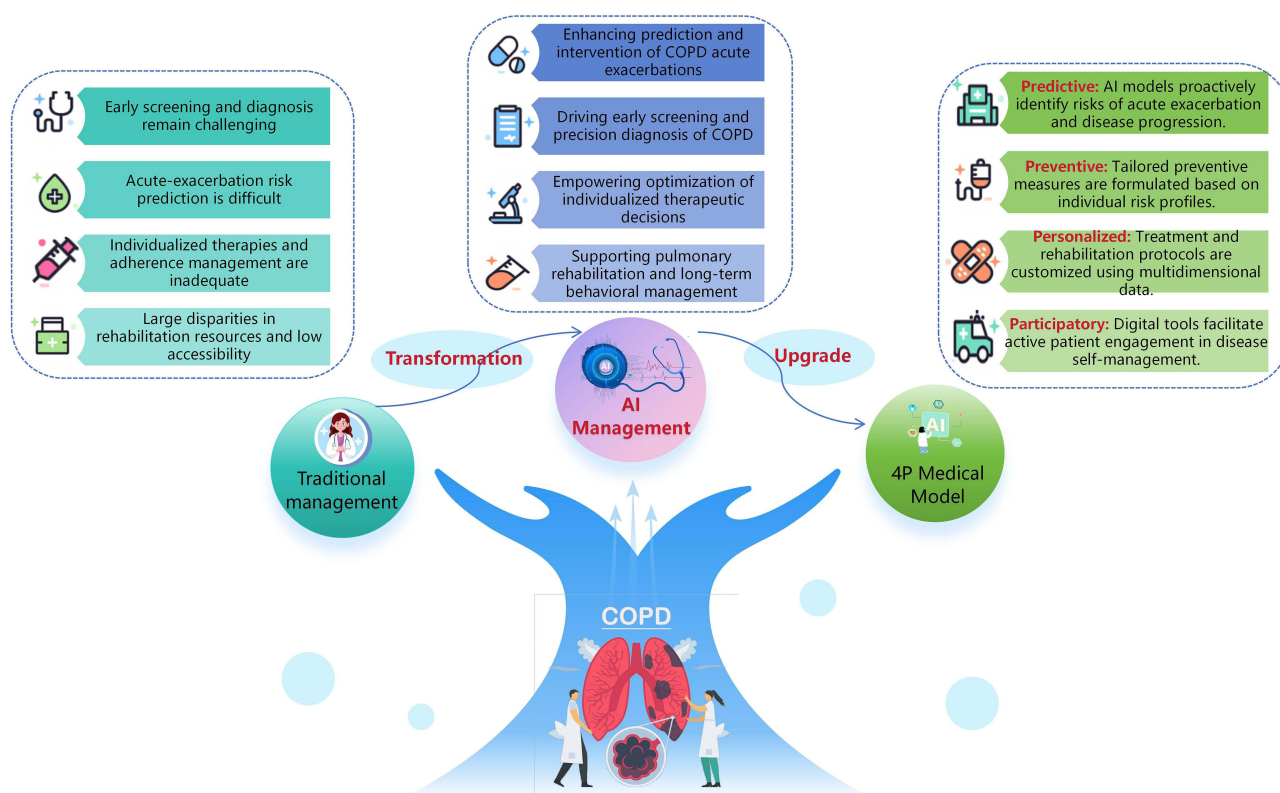 Early screening and diagnosis
remain challenging
Acute-exacerbation risk
prediction is difficult
Individualized therapies and
adherence management are
inadequate
Large disparities in
rehabilitation resources and low
accessibility
Enhancing prediction and
intervention of COPD acute
exacerbations
Driving early screening and
precision diagnosis of COPD
Empowering optimization of
individualized therapeutic
decisions
Supporting pulmonary
rehabilitation and long-term
behavioral management
Predictive: AI models proactively
identify risks of acute exacerbation
and disease progression.
Preventive: Tailored preventive
measures are formulated based on
individual risk profiles.
Personalized: Treatment and
rehabilitation protocols are
customized using multidimensional
data.
Participatory: Digital tools facilitate
active patient engagement in disease
self-management.
Transformation
Upgrade
Traditional
management
AI
AI
Management
AI
4P Medical
Model
COPD